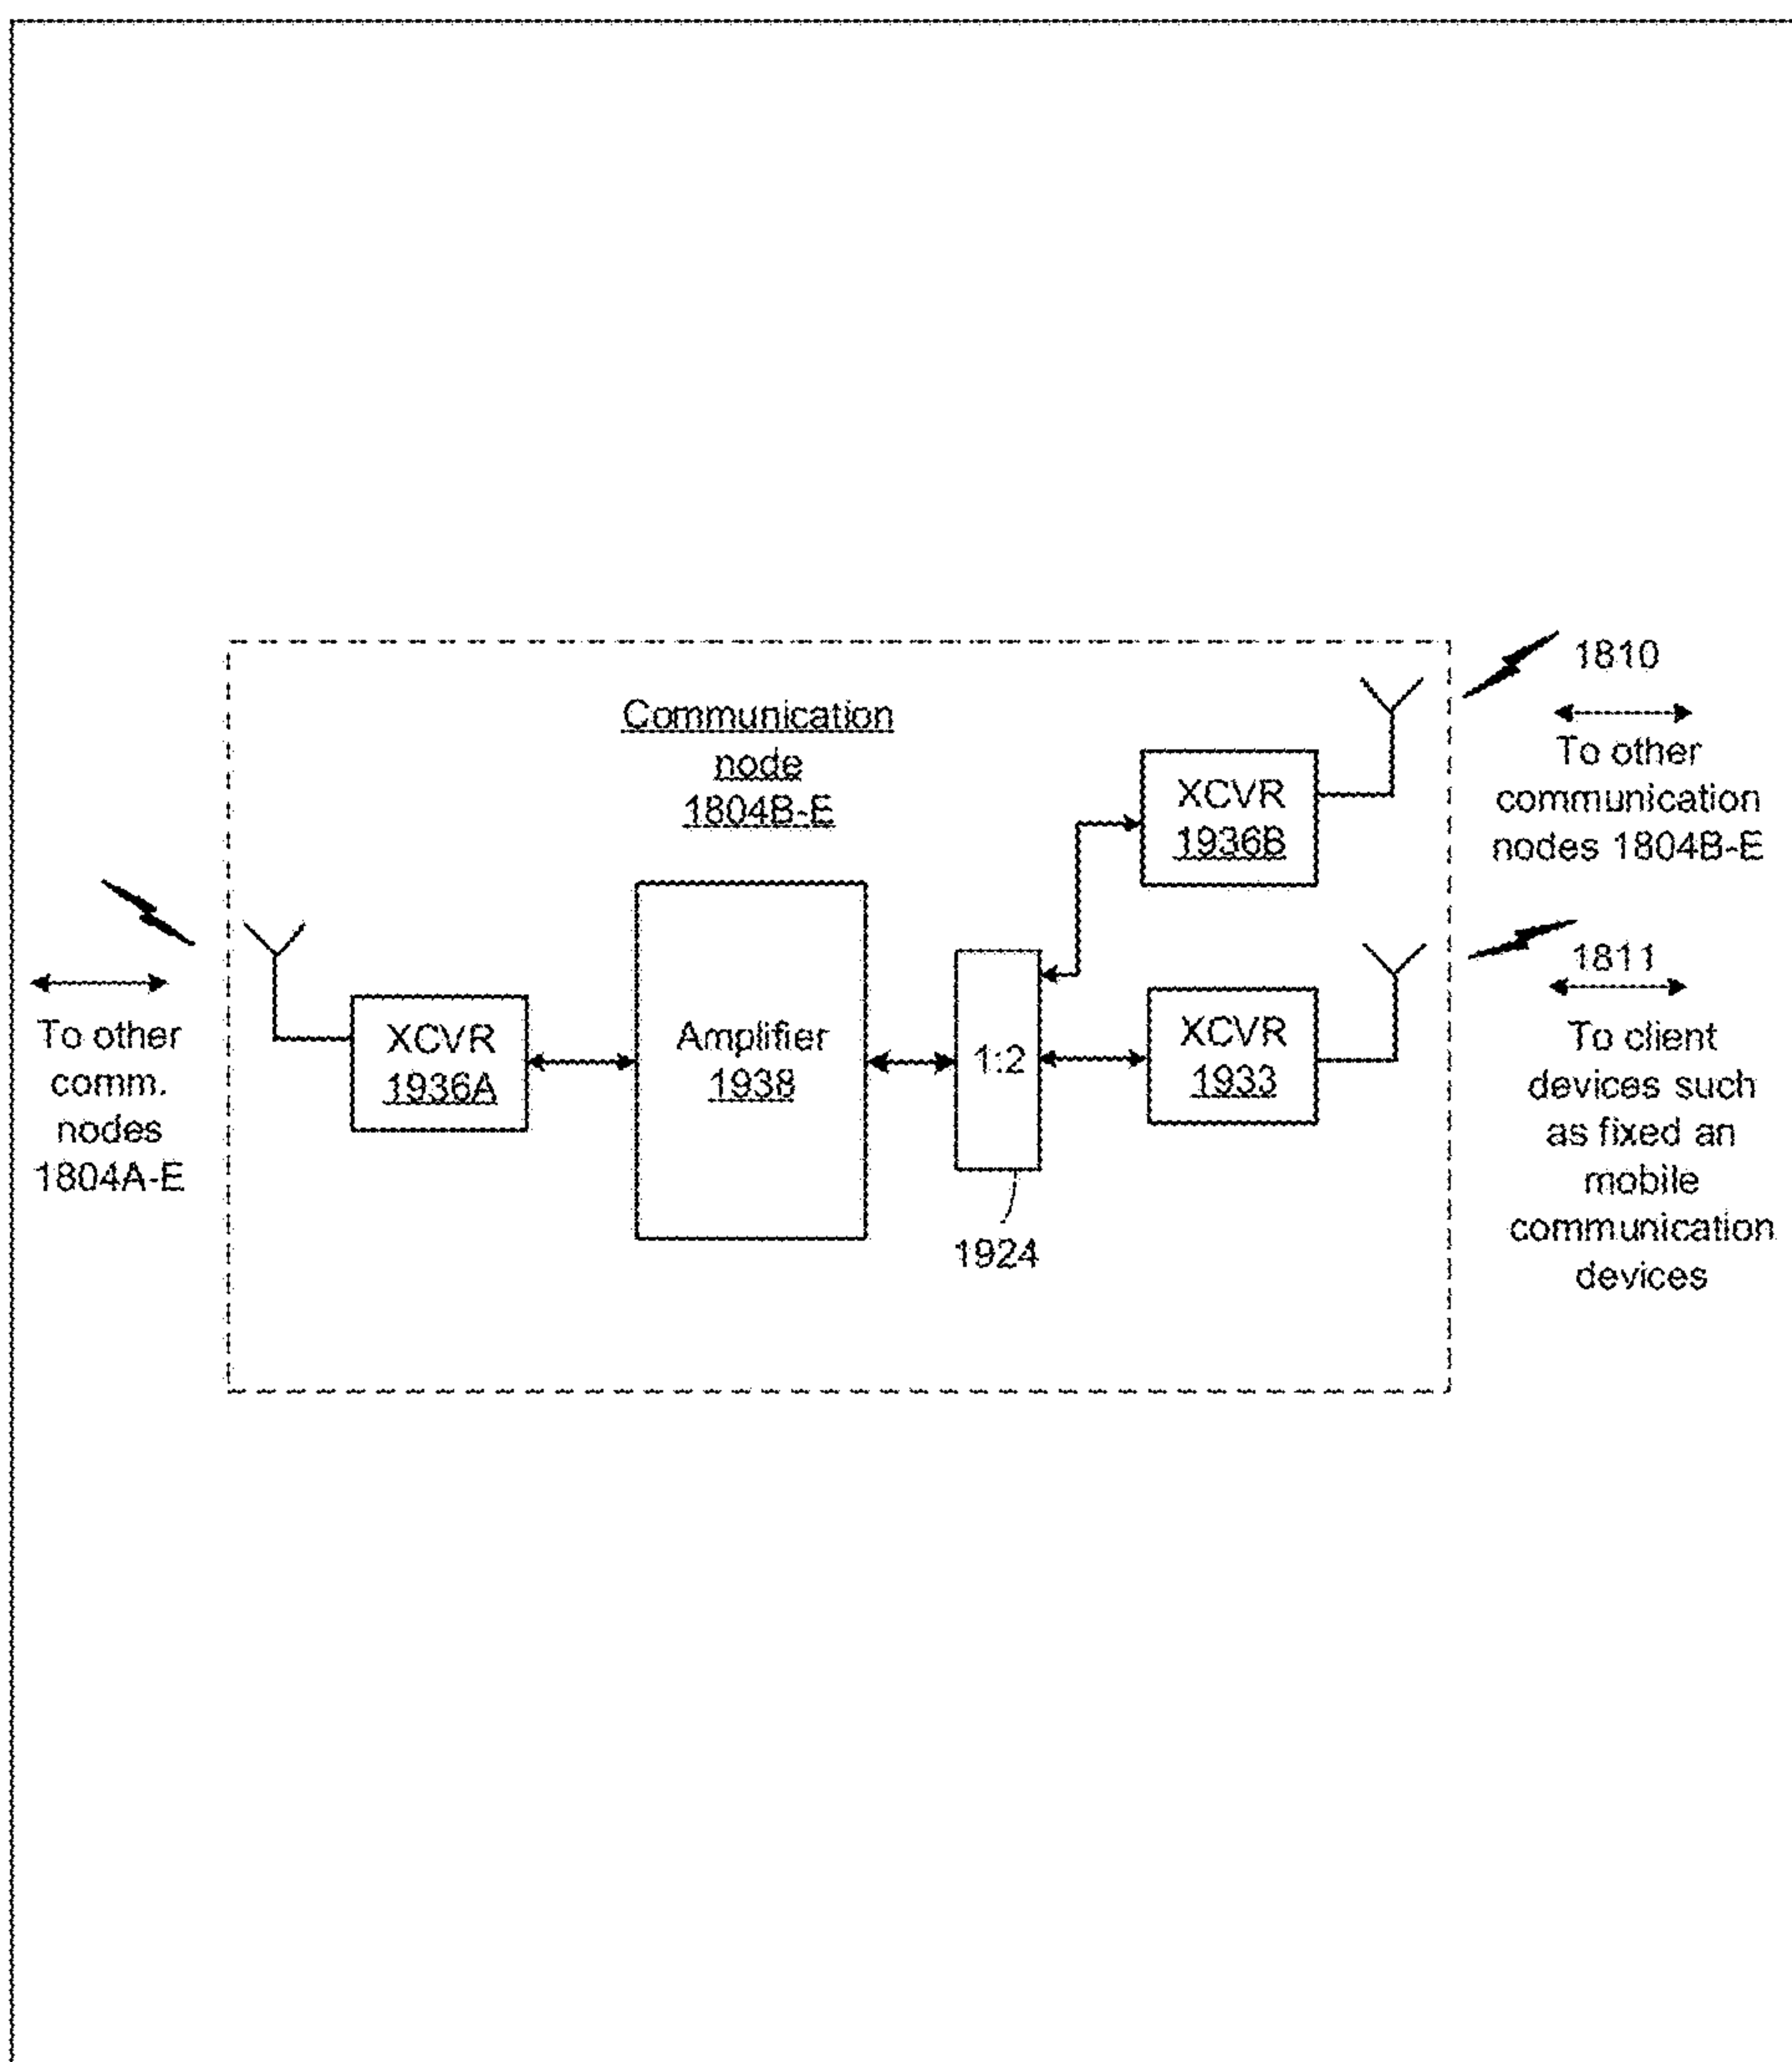 Communication
node
1804B-E
1810
To other
communication
nodes 1804B-E
XCVR
1936B
To other
comm.
nodes
1804A-E
XCVR
1936A
Amplifier
1938
1:2
1924
XCVR
1933
1811
To client
devices such
as fixed an
mobile
communication
devices